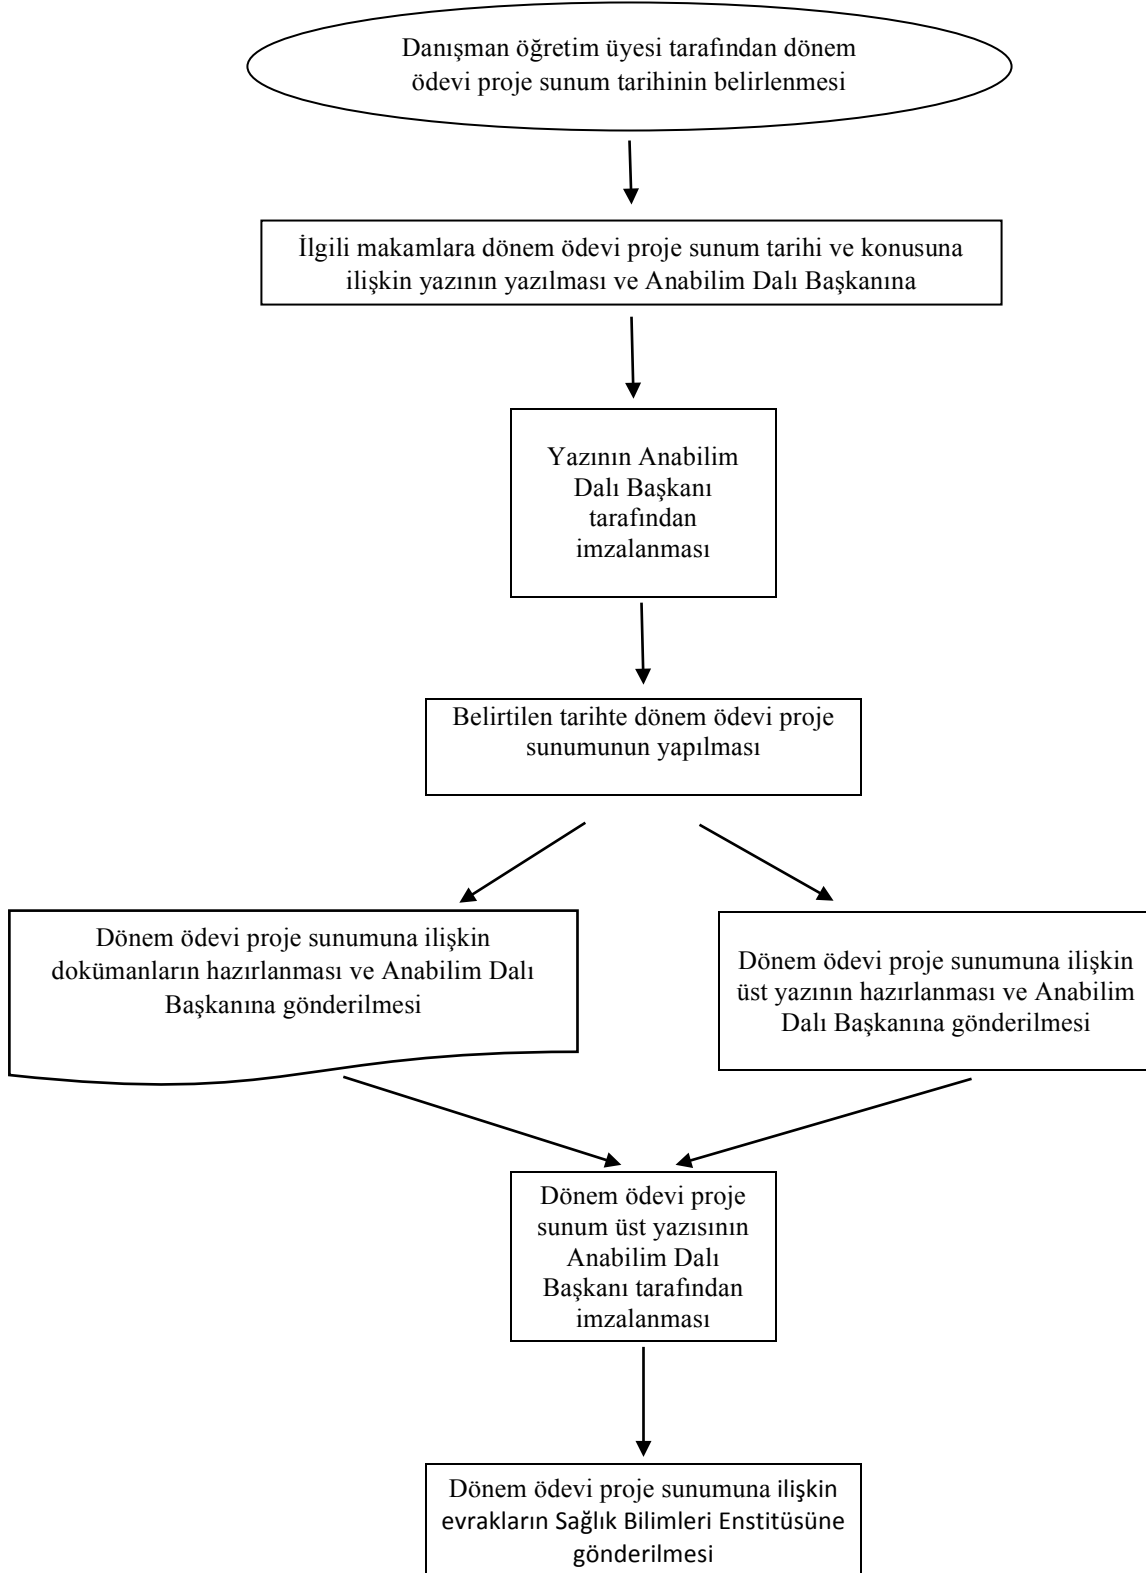 Danışman öğretim üyesi tarafından dönem
ödevi proje sunum tarihinin belirlenmesi
İlgili makamlara dönem ödevi proje sunum tarihi ve konusuna
ilişkin yazının yazılması ve Anabilim Dalı Başkanına
Yazının Anabilim
Dalı Başkanı
tarafından
imzalanması
Belirtilen tarihte dönem ödevi proje
sunumunun yapılması
Dönem ödevi proje sunumuna ilişkin
dokümanların hazırlanması ve Anabilim Dalı
Başkanına gönderilmesi
Dönem ödevi proje sunumuna ilişkin
üst yazının hazırlanması ve Anabilim
Dalı Başkanına gönderilmesi
Dönem ödevi proje
sunum üst yazısının
Anabilim Dalı
Başkanı tarafından
imzalanması
Dönem ödevi proje sunumuna ilişkin
evrakların Sağlık Bilimleri Enstitüsüne
gönderilmesi